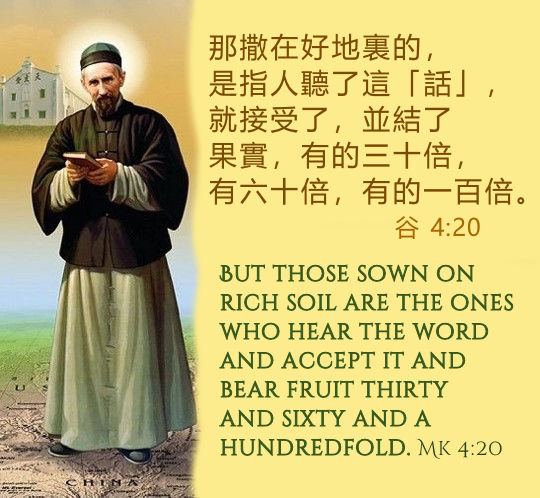 天主堂
那撒在好地裏的，
是指人聽了這「話」，
就接受了，並結了
果實，有的三十倍，
有六十倍，有的一百倍。
谷 4:20
BUT THOSE SOWN ON
RICH SOIL ARE THE ONES
WHO HEAR THE WORD
AND ACCEPT IT AND
BEAR FRUIT THIRTY
AND SIXTY AND A
HUNDREDFOLD. MK 4:20
CHINA